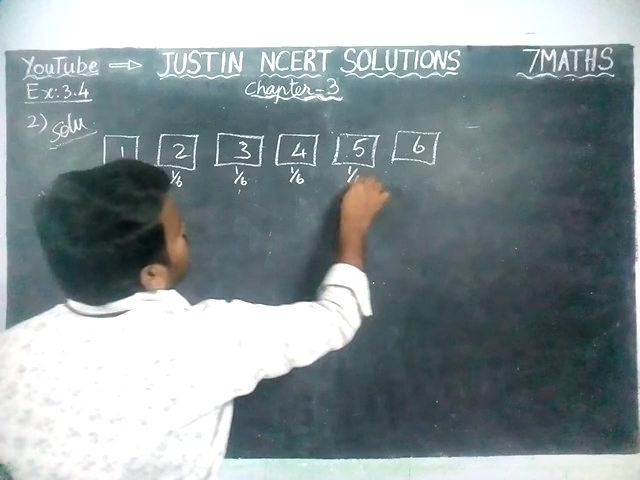 YouTube ⇒ JUSTIN NCERT SOLUTIONS 7MATHS
Ex:3.4 Chapter-3
2) Solu
1 2 3 4 5 6
1/6 1/6 1/6